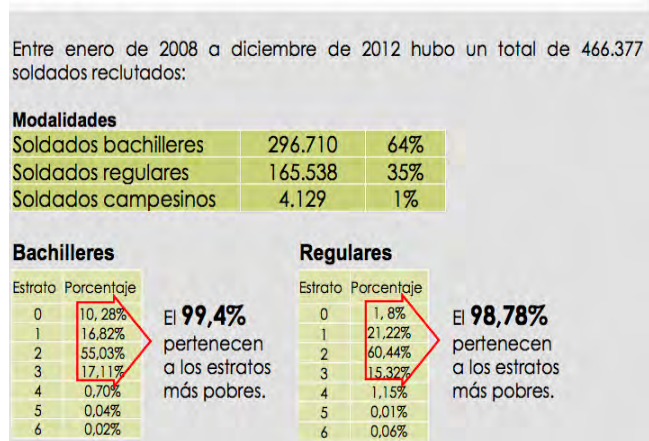 Entre enero de 2008 a diciembre de 2012 hubo un total de 466.377
soldados reclutados:
Modalidades
Soldados bachilleres 296.710 64%
Soldados regulares 165.538 35%
Soldados campesinos 4.129 1%
Bachilleres
Estrato Porcentaje
0 10, 28%
1 16,82%
2 55,03%
3 17,11%
4 0,70%
5 0,04%
6 0,02%
El 99,4%
pertenecen
a los estratos
más pobres.
Regulares
Estrato Porcentaje
0 1, 8%
1 21,22%
2 60,44%
3 15,32%
4 1,15%
5 0,01%
6 0,06%
El 98,78%
pertenecen
a los estratos
más pobres.